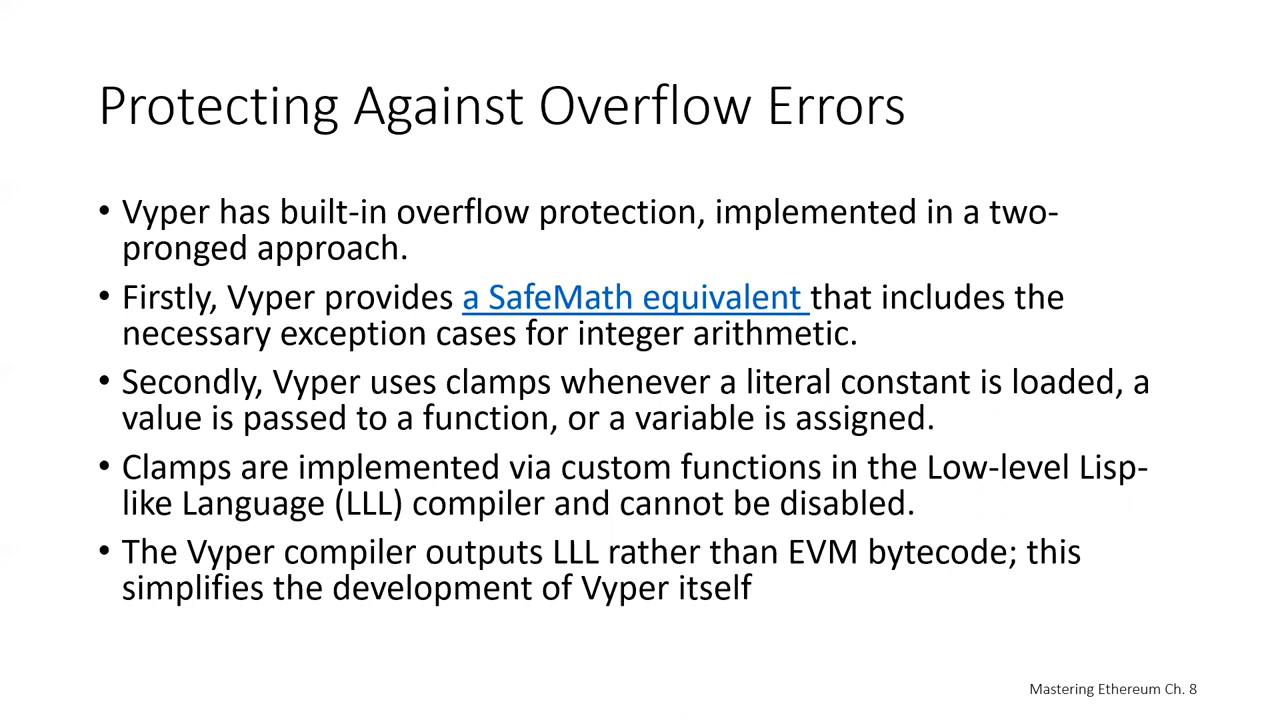 Protecting Against Overflow Errors
• Vyper has built-in overflow protection, implemented in a two-
pronged approach.
• Firstly, Vyper provides a SafeMath equivalent that includes the
necessary exception cases for integer arithmetic.
• Secondly, Vyper uses clamps whenever a literal constant is loaded, a
value is passed to a function, or a variable is assigned.
• Clamps are implemented via custom functions in the Low-level Lisp-
like Language (LLL) compiler and cannot be disabled.
• The Vyper compiler outputs LLL rather than EVM bytecode; this
simplifies the development of Vyper itself
Mastering Ethereum Ch. 8